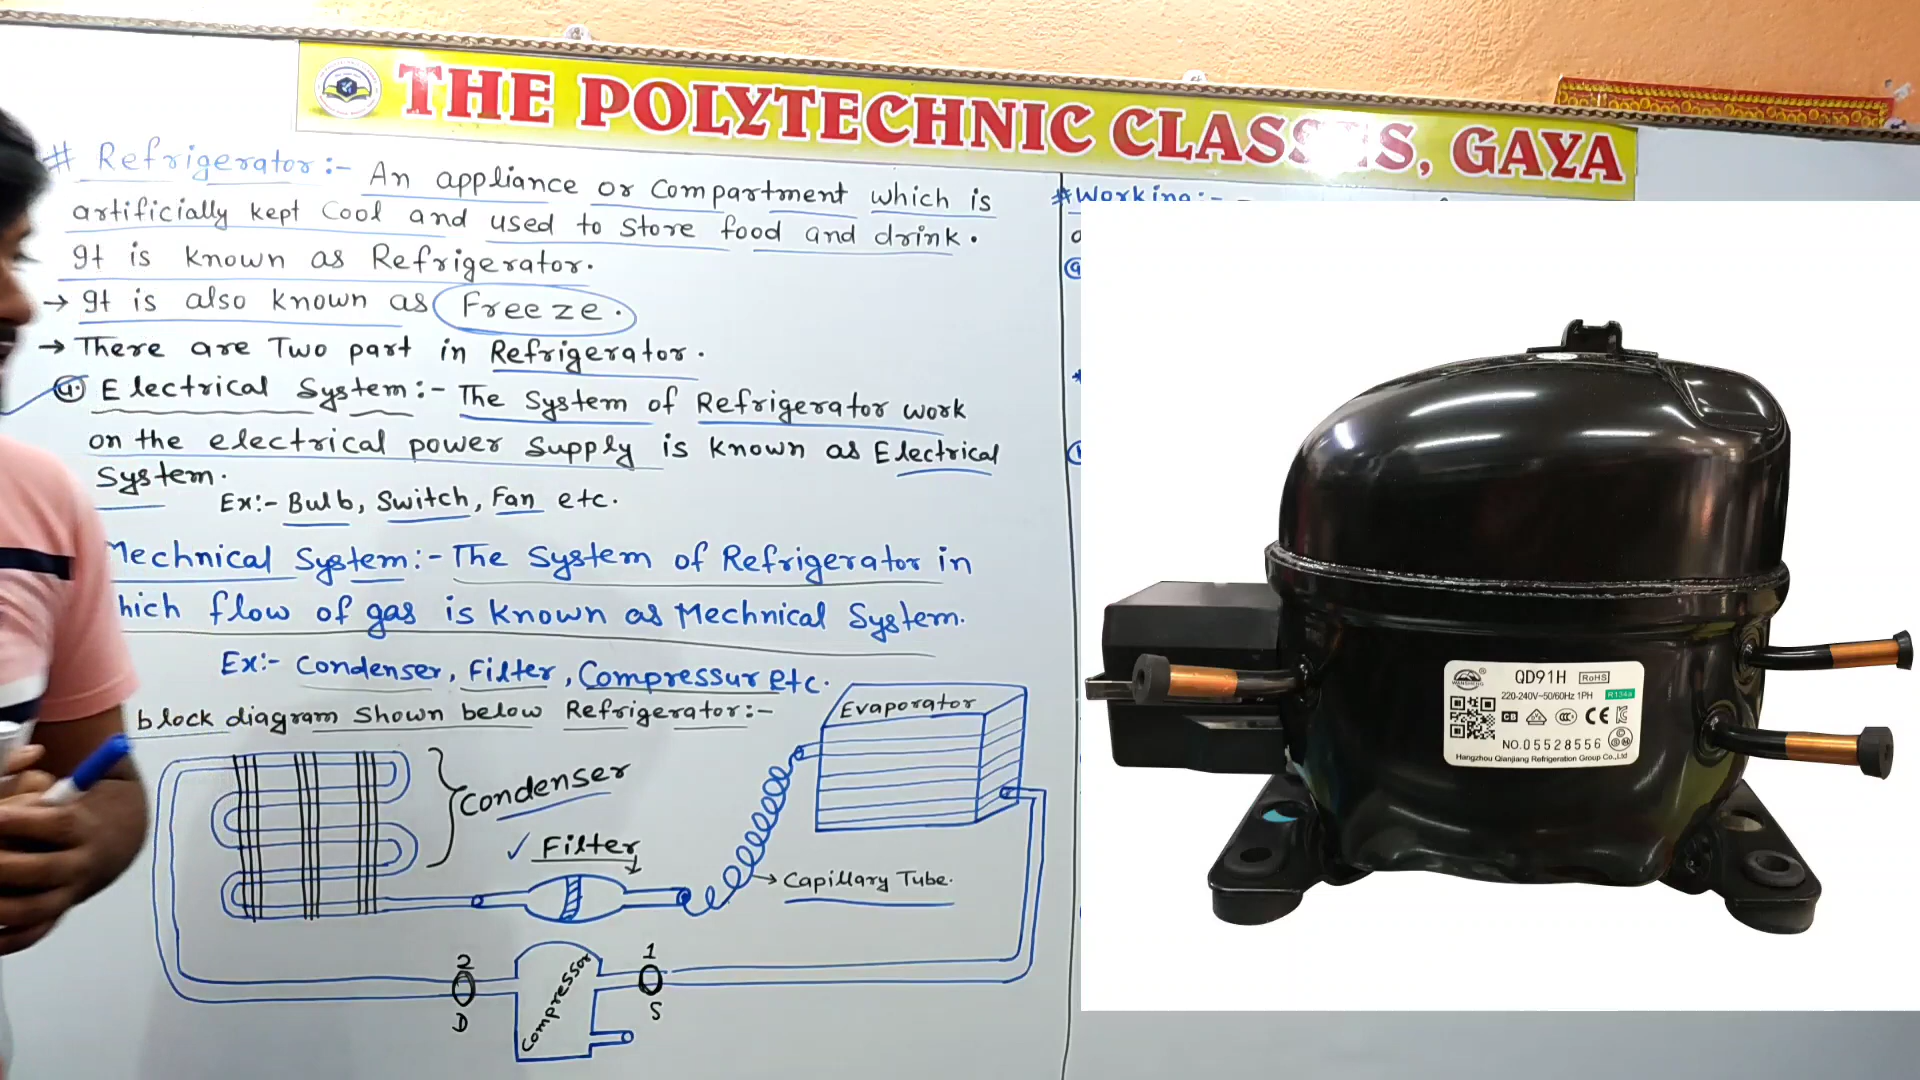 THE POLYTECHNIC CLASSES, GAYA
# Refrigerator:- An appliance or compartment which is
artificially kept cool and used to store food and drink.
It is known as Refrigerator.
→ It is also known as Freeze.
→ There are Two part in Refrigerator.
Electrical System:- The System of Refrigerator work
on the electrical power supply is known as Electrical
System.
Ex:- Bulb, Switch, Fan etc.
Mechnical System:- The System of Refrigerator in
hich flow of gas is known as Mechnical System.
Ex:- Condenser, Filter, Compressur etc.
block diagram shown below Refrigerator:-
Evaporator
Condenser
✓ Filter
→ Capillary Tube.
Compressor
2
D
1
S
# Working:-
QD91H RoHS
220-240V~50/60Hz 1PH R134a
CB CCC CE
NO.05528556
Hangzhou Qianjiang Refrigeration Group Co.,Ltd